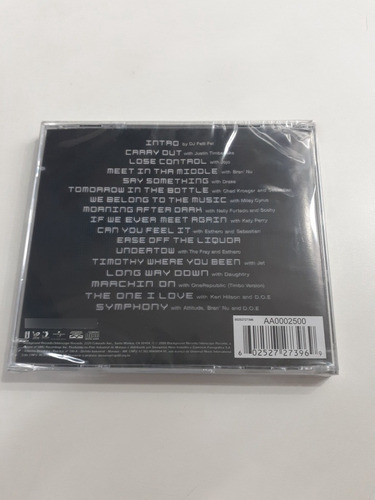 INTRO by DJ Felli Fel
CARRY OUT with Justin Timberlake
LOSE CONTROL with JoJo
MEET IN THA MIDDLE with Bran' Nu
SAY SOMETHING with Drake
TOMORROW IN THE BOTTLE with Chad Kroeger and Sebastian
WE BELONG TO THE MUSIC with Miley Cyrus
MORNING AFTER DARK with Nelly Furtado and SoShy
IF WE EVER MEET AGAIN with Katy Perry
CAN YOU FEEL IT with Esthero and Sebastian
EASE OFF THE LIQUOR
UNDERTOW with The Fray and Esthero
TIMOTHY WHERE YOU BEEN with Jet
LONG WAY DOWN with Daughtry
MARCHIN ON with OneRepublic (Timbo Version)
THE ONE I LOVE with Keri Hilson and D.O.E
SYMPHONY with Attitude, Bran' Nu and D.O.E
AA0002500
6 02527 27396 9